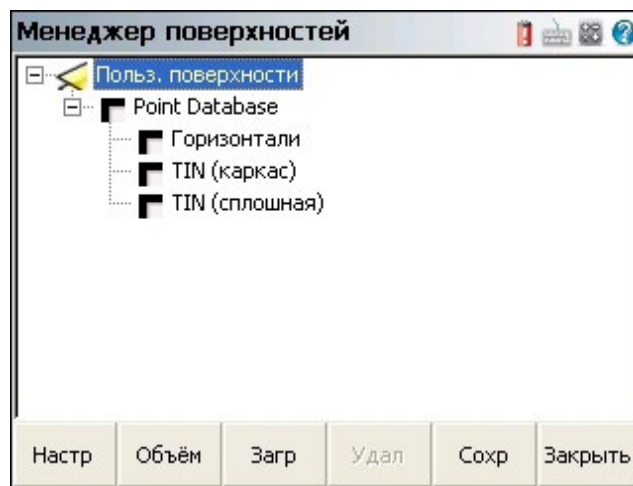 Менеджер поверхностей
Польз. поверхности
Point Database
Горизонтали
TIN (каркас)
TIN (сплошная)
Настр Объём Загр Удал Сохр Закрыть